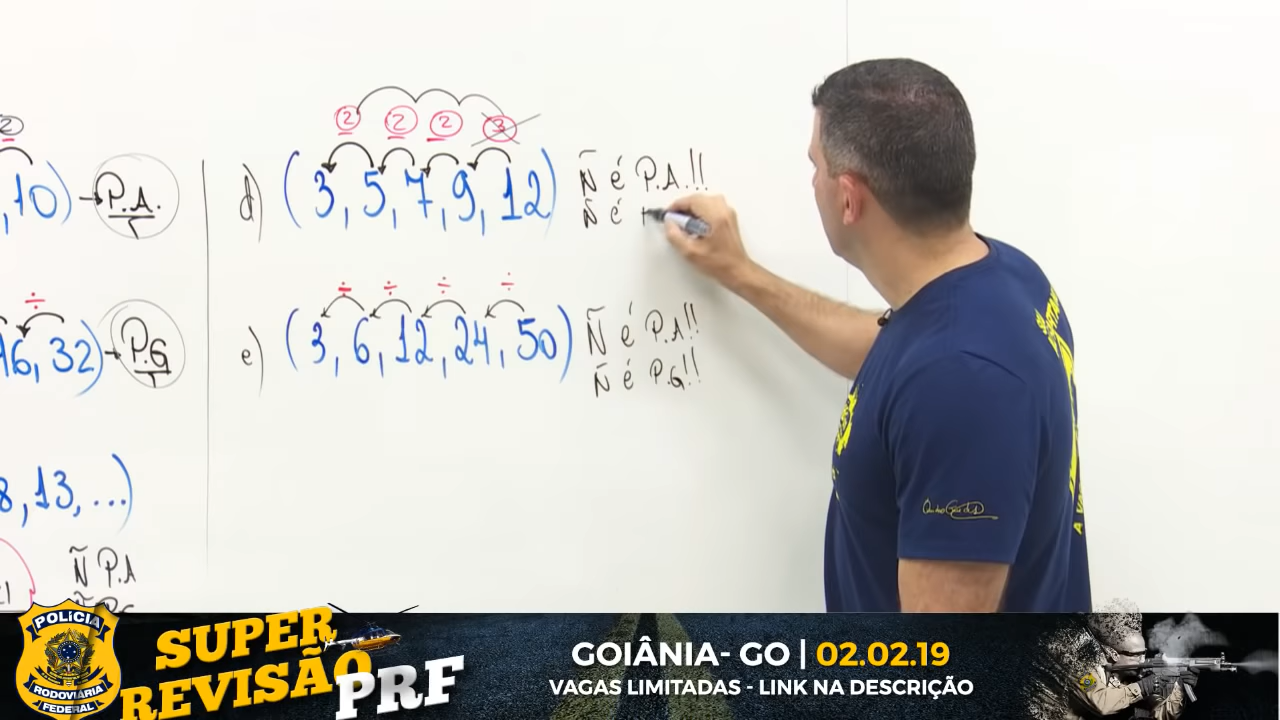 2
, 10) → P.A.
÷
16, 32) → P.G
8, 13, ...)
Ñ P.A
2 2 2 3
d) (3, 5, 7, 9, 12) Ñ é P.A.!!
Ñ é
÷ ÷ ÷ ÷
e) (3, 6, 12, 24, 50) Ñ é P.A!!
Ñ é P.G!!
POLÍCIA
RODOVIÁRIA
FEDERAL
SUPER
REVISÃO
PRF
GOIÂNIA- GO | 02.02.19
VAGAS LIMITADAS - LINK NA DESCRIÇÃO